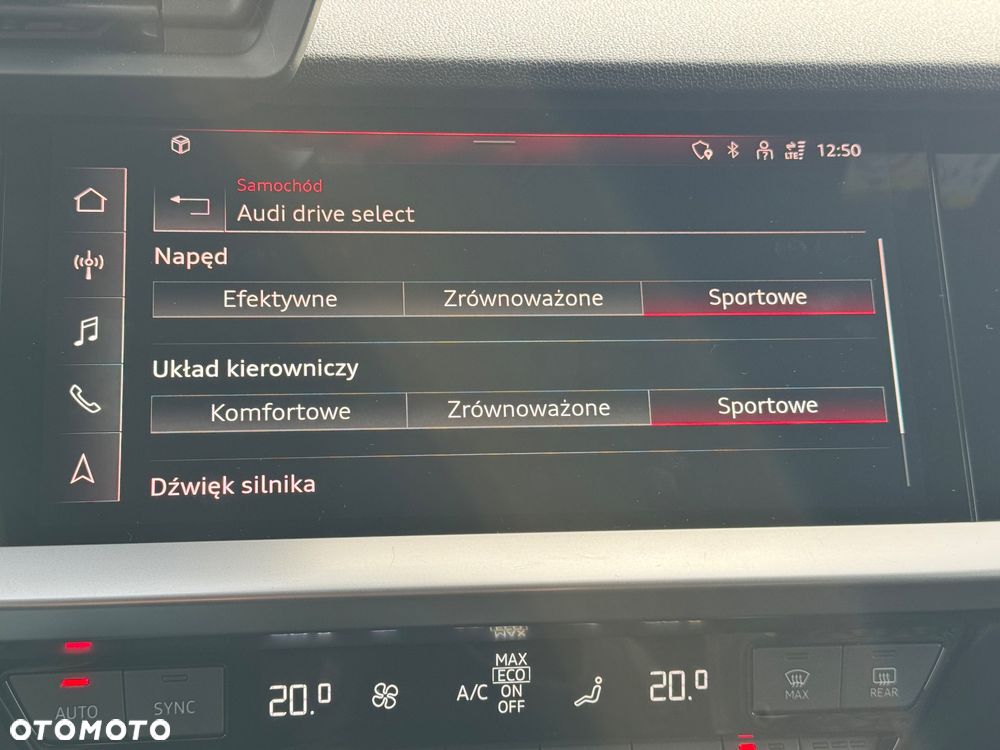 LTE 12:50
Samochód
Audi drive select
Napęd
Efektywne Zrównoważone Sportowe
Układ kierowniczy
Komfortowe Zrównoważone Sportowe
Dźwięk silnika
MAX
ECO
A/C ON
OFF
20.0 20.0
AUTO SYNC
MAX REAR
OTOMOTO